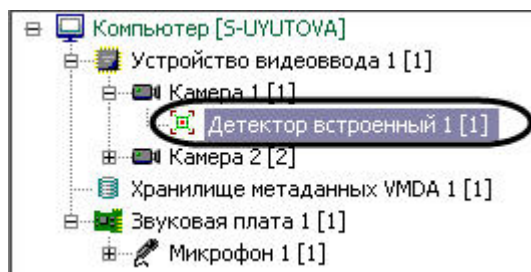 Компьютер [S-UYUTOVA]
Устройство видеоввода 1 [1]
Камера 1 [1]
Детектор встроенный 1 [1]
Камера 2 [2]
Хранилище метаданных VMDA 1 [1]
Звуковая плата 1 [1]
Микрофон 1 [1]